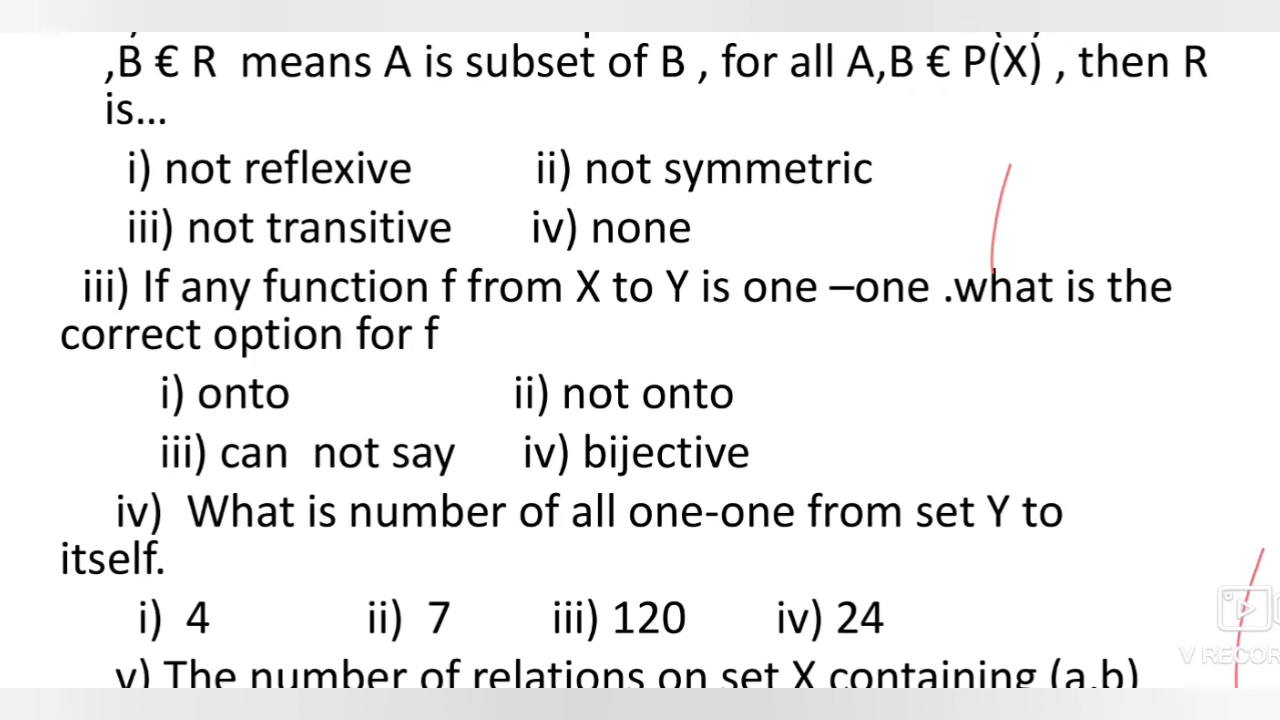 ,B € R means A is subset of B , for all A,B € P(X) , then R
is...
i) not reflexive ii) not symmetric
iii) not transitive iv) none
iii) If any function f from X to Y is one –one .what is the
correct option for f
i) onto ii) not onto
iii) can not say iv) bijective
iv) What is number of all one-one from set Y to
itself.
i) 4 ii) 7 iii) 120 iv) 24
v) The number of relations on set X containing (a,b)
V RECOR